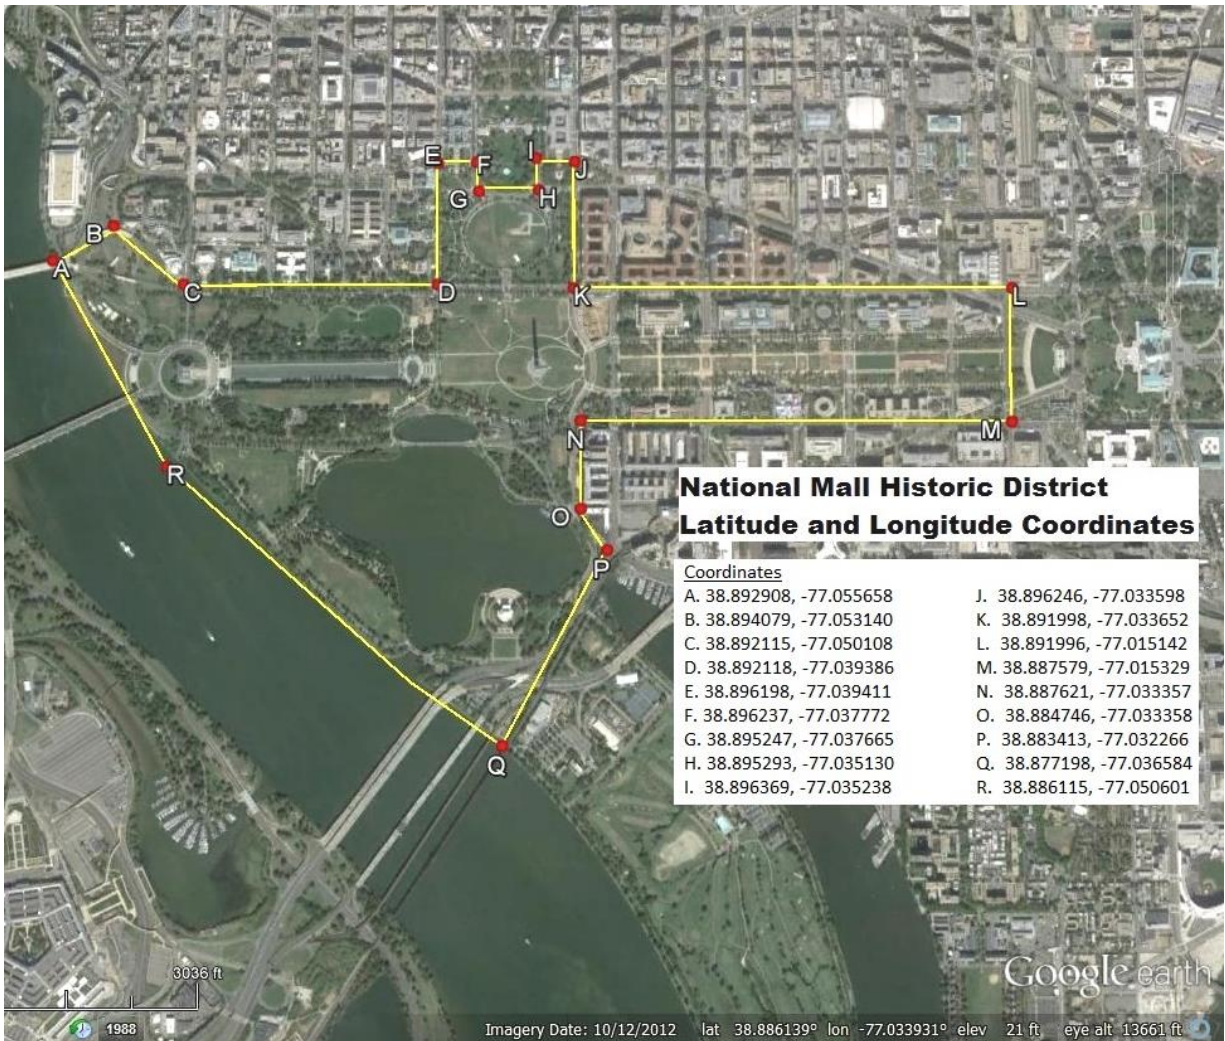 E
F
I
J
G
H
B
A
C
D
K
L
N
M
R
O
P
Q
National Mall Historic District
Latitude and Longitude Coordinates
Coordinates
A. 38.892908, -77.055658
B. 38.894079, -77.053140
C. 38.892115, -77.050108
D. 38.892118, -77.039386
E. 38.896198, -77.039411
F. 38.896237, -77.037772
G. 38.895247, -77.037665
H. 38.895293, -77.035130
I. 38.896369, -77.035238
J. 38.896246, -77.033598
K. 38.891998, -77.033652
L. 38.891996, -77.015142
M. 38.887579, -77.015329
N. 38.887621, -77.033357
O. 38.884746, -77.033358
P. 38.883413, -77.032266
Q. 38.877198, -77.036584
R. 38.886115, -77.050601
3036 ft
Google earth
1988
Imagery Date: 10/12/2012 lat 38.886139° lon -77.033931° elev 21 ft eye alt 13661 ft